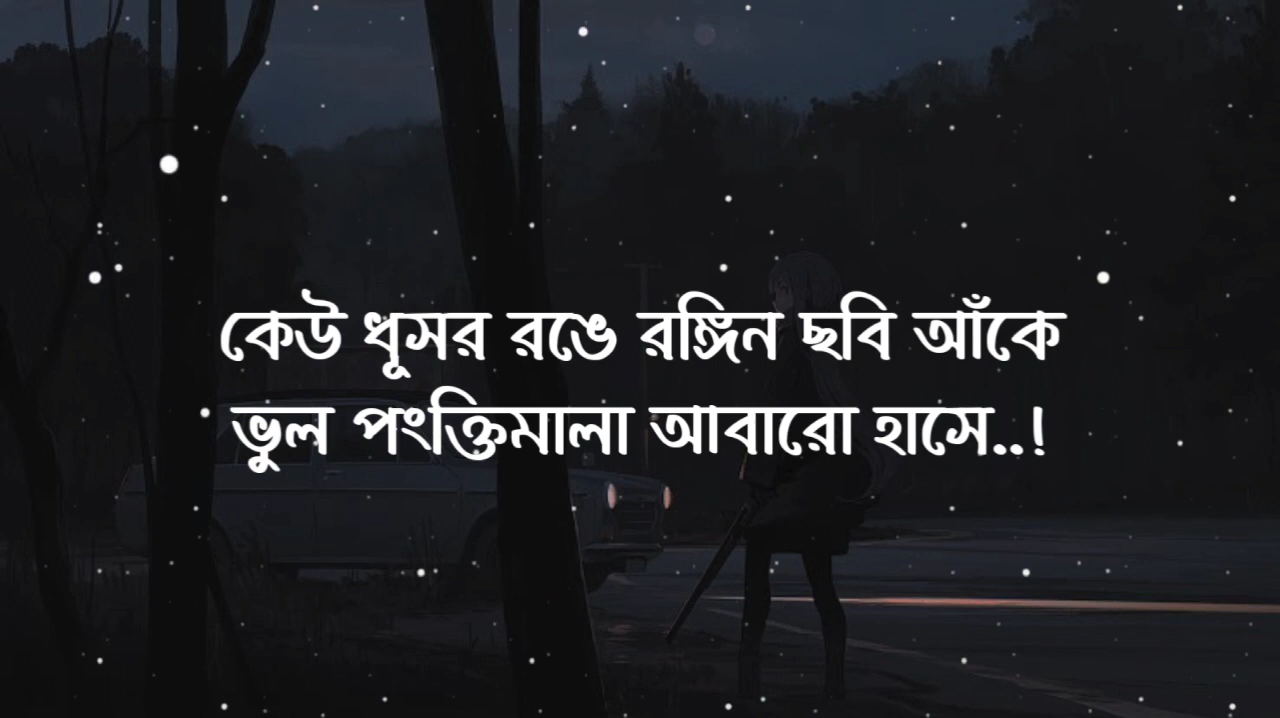 কেউ ধূসর রঙে রঙ্গিন ছবি আঁকে
ভুল পংক্তিমালা আবারো হাসে..!